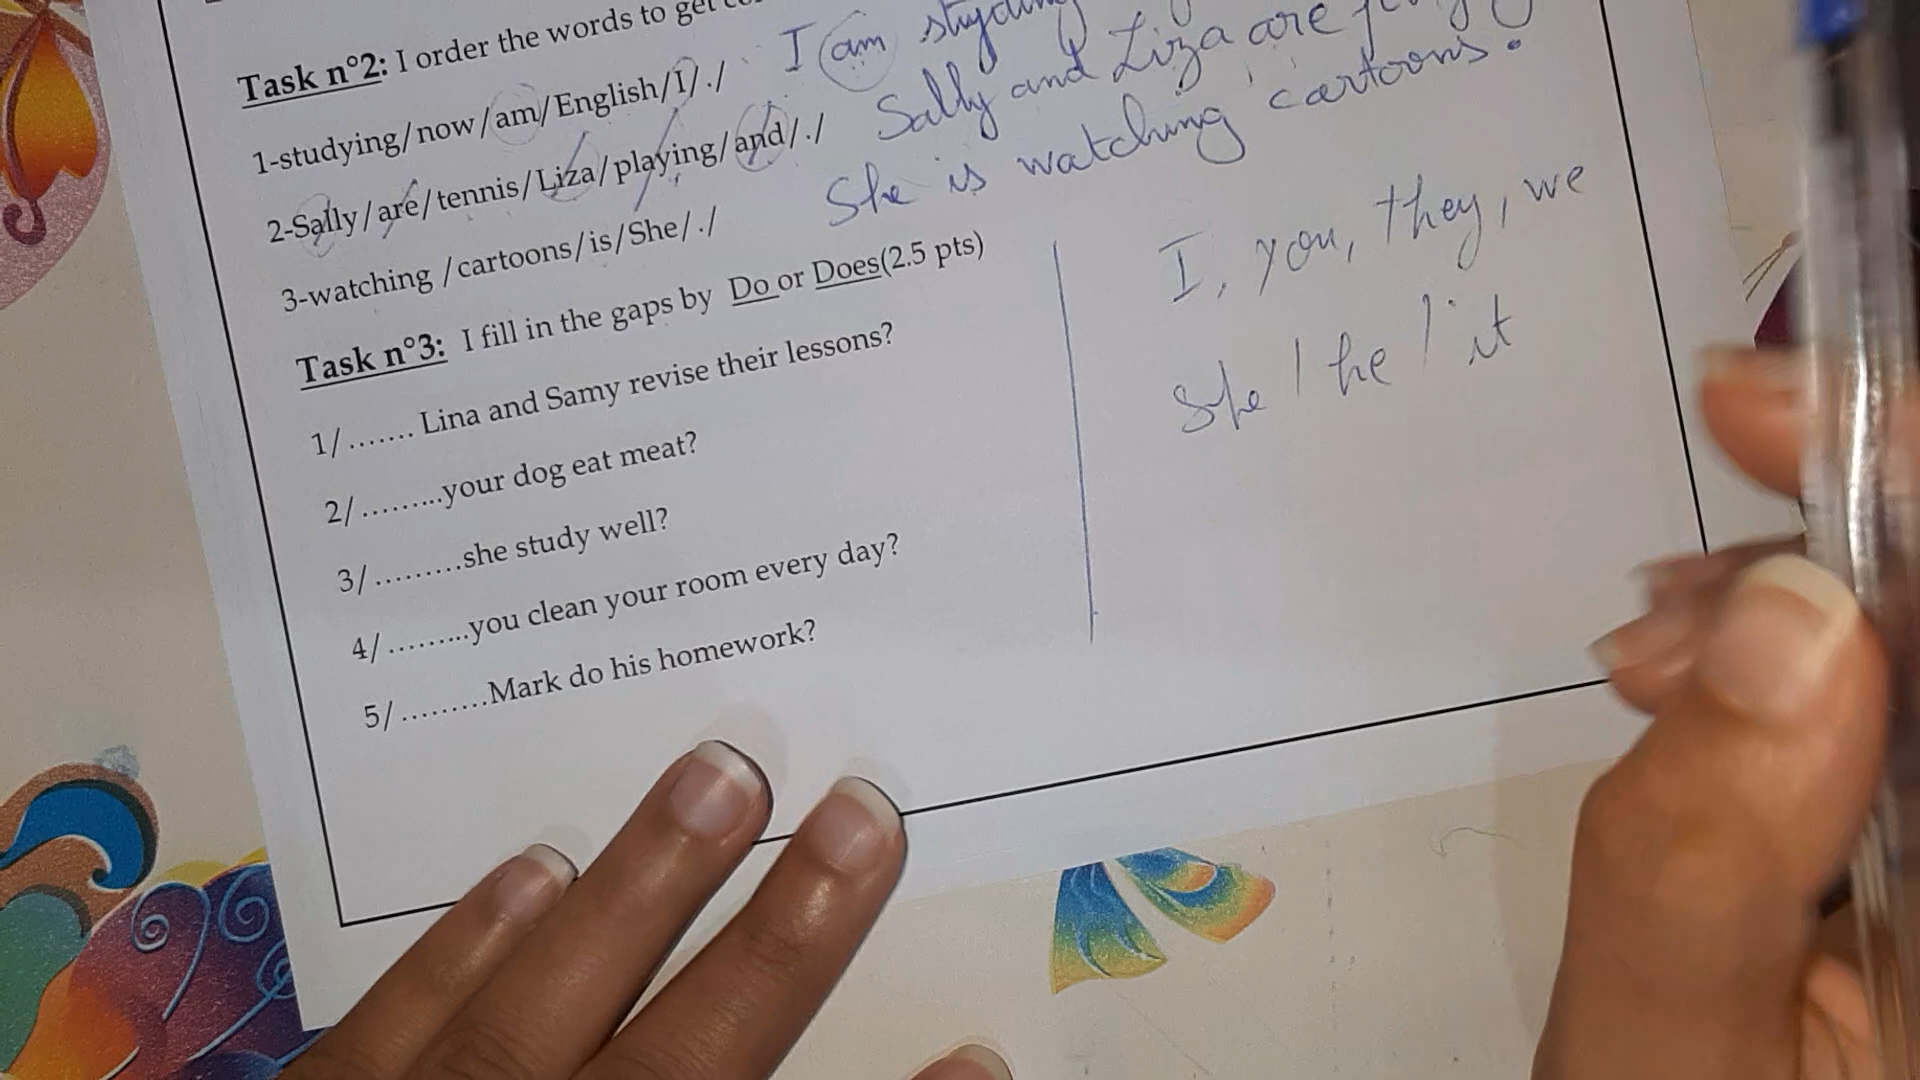 Task n°2: I order the words to get
1-studying/now/am/English/I/./ I am studying
2-Sally/are/tennis/Liza/playing/and/./ Sally and Liza are
3-watching /cartoons/is/She/./ She is watching cartoons.
Task n°3: I fill in the gaps by Do or Does(2.5 pts)
1/....... Lina and Samy revise their lessons?
2/.........your dog eat meat?
3/.........she study well?
4/.........you clean your room every day?
5/.........Mark do his homework?
I, you, they, we
she / he / it